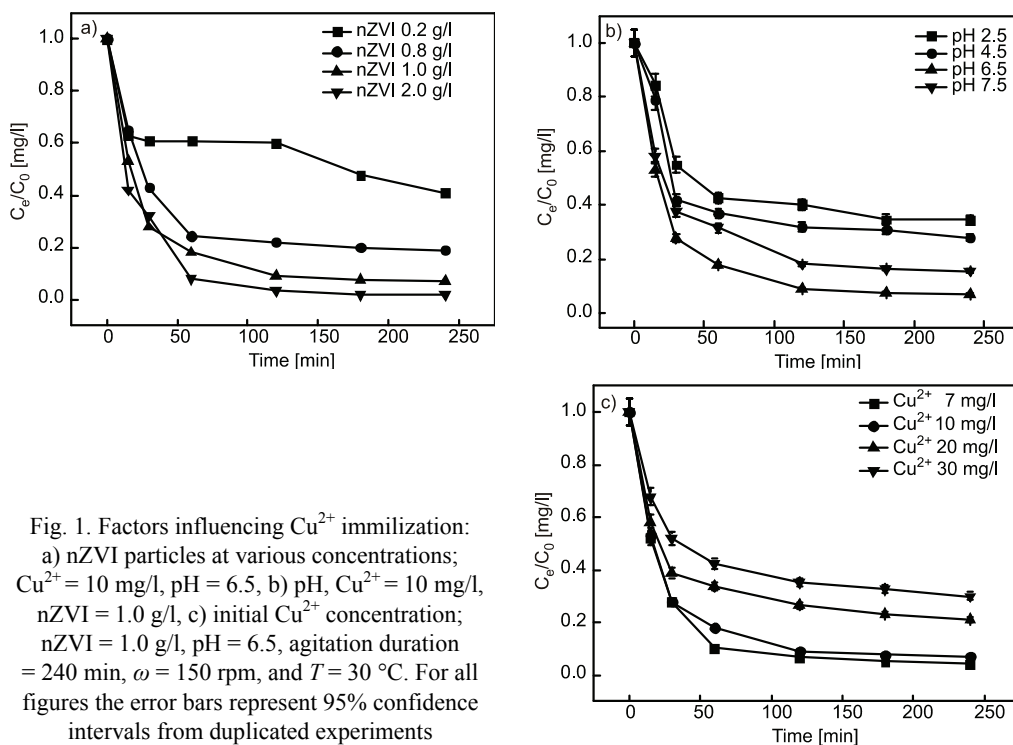 a)
nZVI 0.2 g/l
nZVI 0.8 g/l
nZVI 1.0 g/l
nZVI 2.0 g/l
1.0
0.8
0.6
0.4
0.2
0.0
Cₑ/C₀ [mg/l]
0 50 100 150 200 250
Time [min]
b)
pH 2.5
pH 4.5
pH 6.5
pH 7.5
1.0
0.8
0.6
0.4
0.2
0.0
Cₑ/C₀ [mg/l]
0 50 100 150 200 250
Time [min]
c)
Cu²⁺ 7 mg/l
Cu²⁺ 10 mg/l
Cu²⁺ 20 mg/l
Cu²⁺ 30 mg/l
1.0
0.8
0.6
0.4
0.2
0.0
Cₑ/C₀ [mg/l]
0 50 100 150 200 250
Time [min]
Fig. 1. Factors influencing Cu²⁺ immilization:
a) nZVI particles at various concentrations;
Cu²⁺ = 10 mg/l, pH = 6.5, b) pH, Cu²⁺ = 10 mg/l,
nZVI = 1.0 g/l, c) initial Cu²⁺ concentration;
nZVI = 1.0 g/l, pH = 6.5, agitation duration
= 240 min, ω = 150 rpm, and T = 30 °C. For all
figures the error bars represent 95% confidence
intervals from duplicated experiments